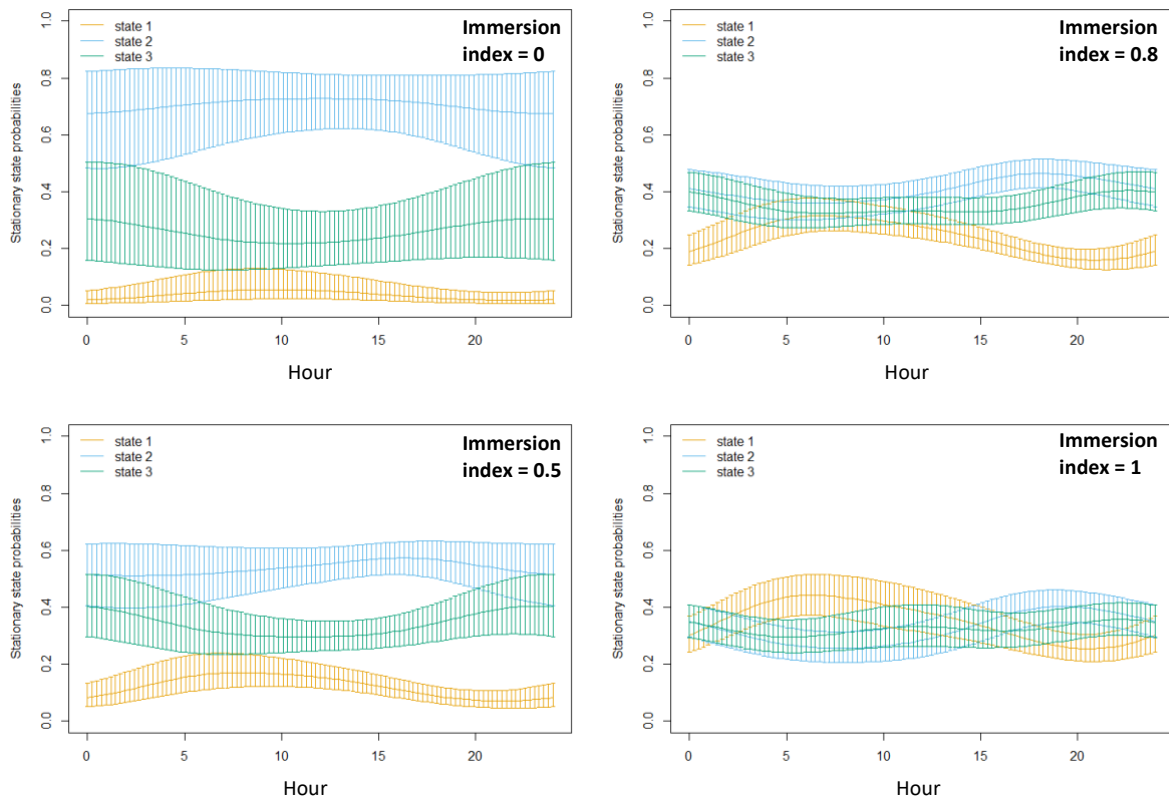 state 1
state 2
state 3
Immersion
index = 0
Stationary state probabilities
0.0 0.2 0.4 0.6 0.8 1.0
0 5 10 15 20
Hour
state 1
state 2
state 3
Immersion
index = 0.8
Stationary state probabilities
0.0 0.2 0.4 0.6 0.8 1.0
0 5 10 15 20
Hour
state 1
state 2
state 3
Immersion
index = 0.5
Stationary state probabilities
0.0 0.2 0.4 0.6 0.8 1.0
0 5 10 15 20
Hour
state 1
state 2
state 3
Immersion
index = 1
Stationary state probabilities
0.0 0.2 0.4 0.6 0.8 1.0
0 5 10 15 20
Hour